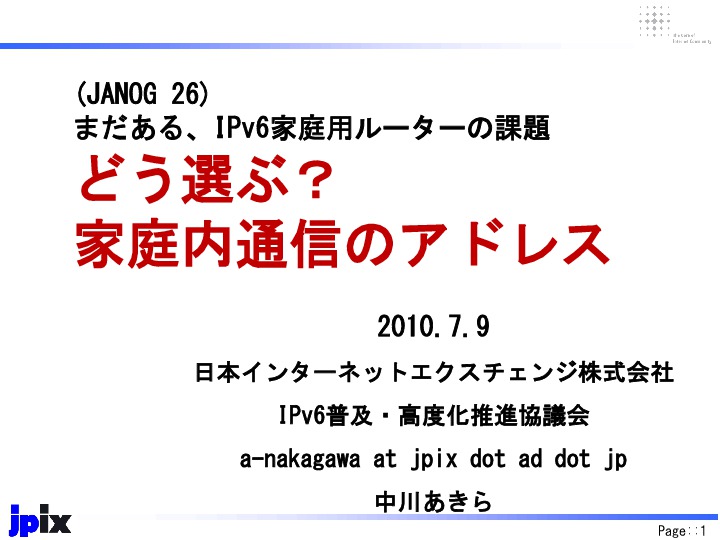 (JANOG 26)
まだある、IPv6家庭用ルーターの課題
どう選ぶ？
家庭内通信のアドレス
2010.7.9
日本インターネットエクスチェンジ株式会社
IPv6普及・高度化推進協議会
a-nakagawa at jpix dot ad dot jp
中川あきら
jpix
Page::1